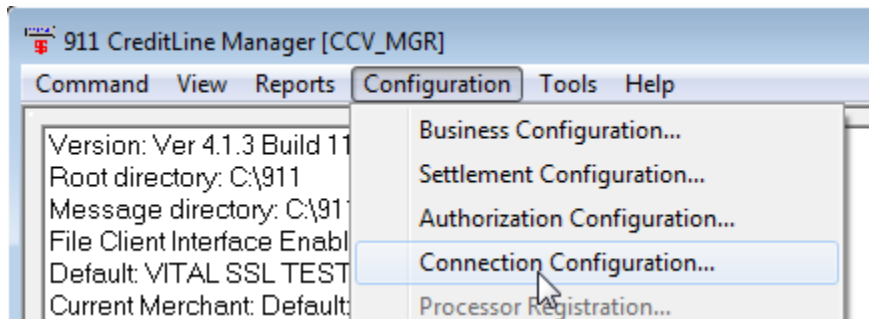 911 CreditLine Manager [CCV_MGR]
Command View Reports Configuration Tools Help
Version: Ver 4.1.3 Build 11
Root directory: C:\911
Message directory: C:\911
File Client Interface Enabl
Default: VITAL SSL TEST
Current Merchant: Default:
Business Configuration...
Settlement Configuration...
Authorization Configuration...
Connection Configuration...
Processor Registration...